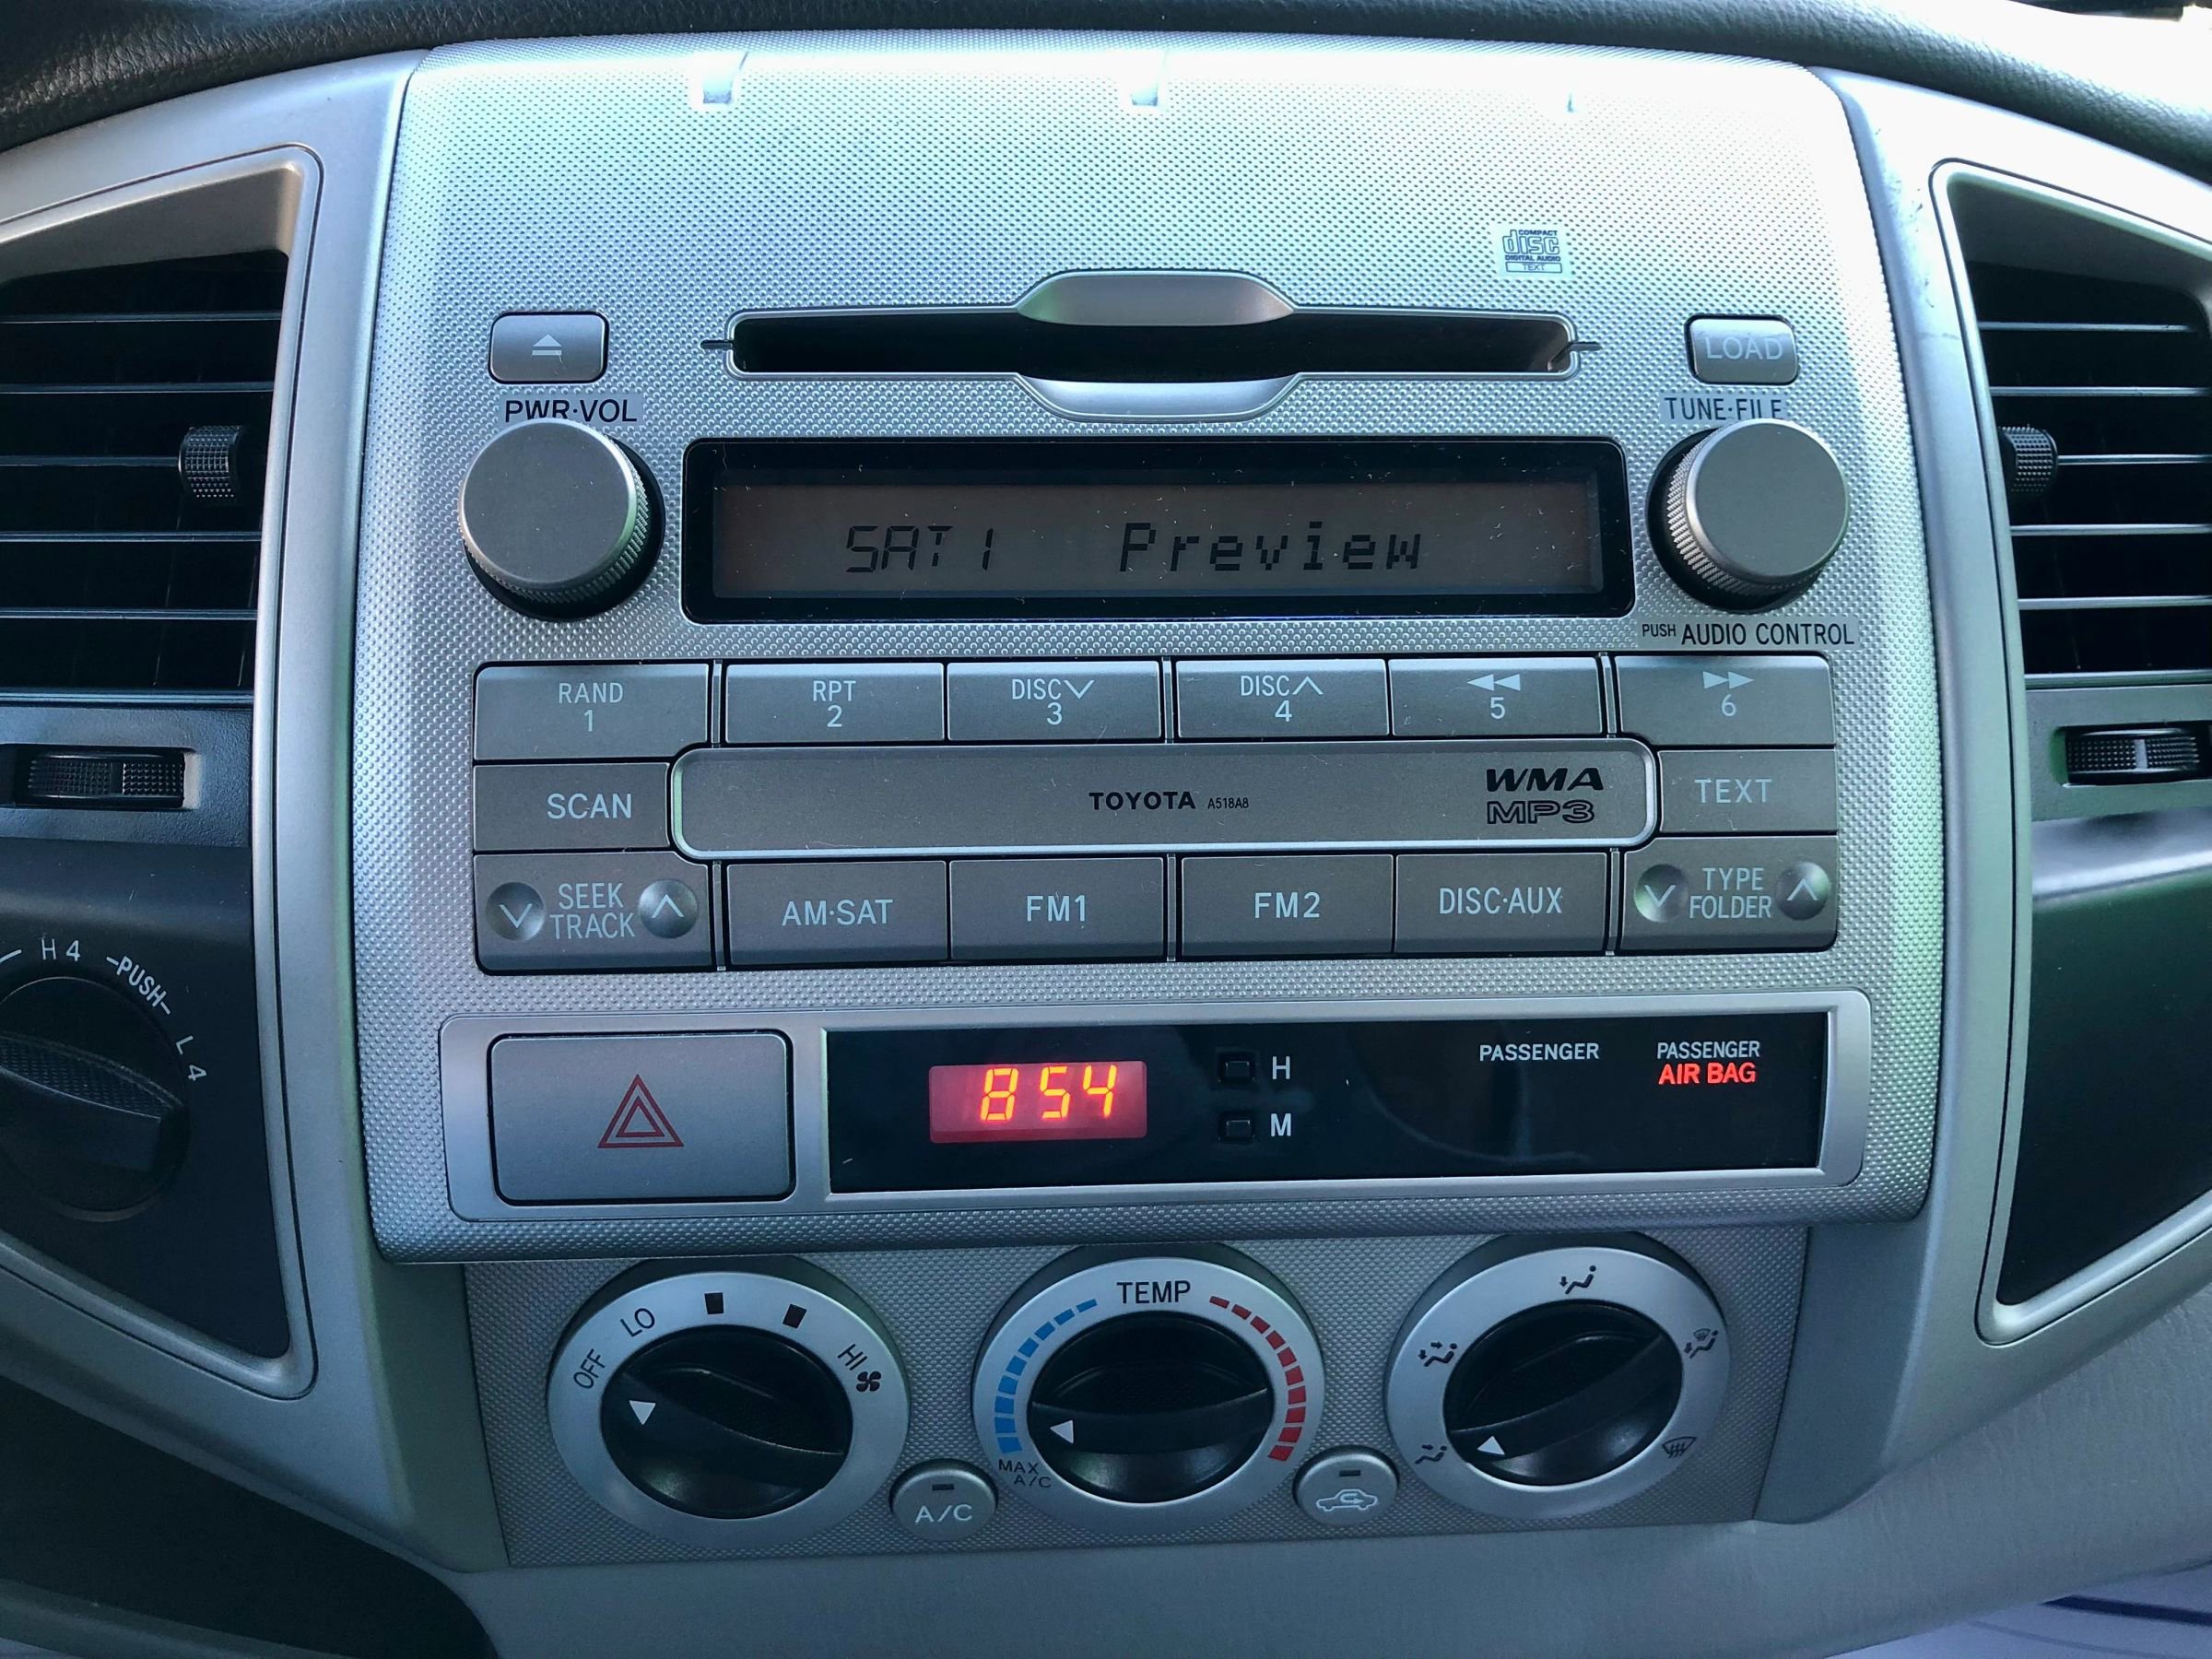 COMPACT
disc
DIGITAL AUDIO
TEXT
LOAD
PWR·VOL
TUNE·FILE
SAT1 Preview
PUSH AUDIO CONTROL
RAND
1
RPT
2
DISC
3
DISC
4
5
6
SCAN
TOYOTA A518A8
WMA
MP3
TEXT
SEEK
TRACK
AM·SAT
FM1
FM2
DISC·AUX
TYPE
FOLDER
H4
-PUSH-
L4
8 54
H
M
PASSENGER
PASSENGER
AIR BAG
OFF
LO
HI
TEMP
MAX
A/C
A/C